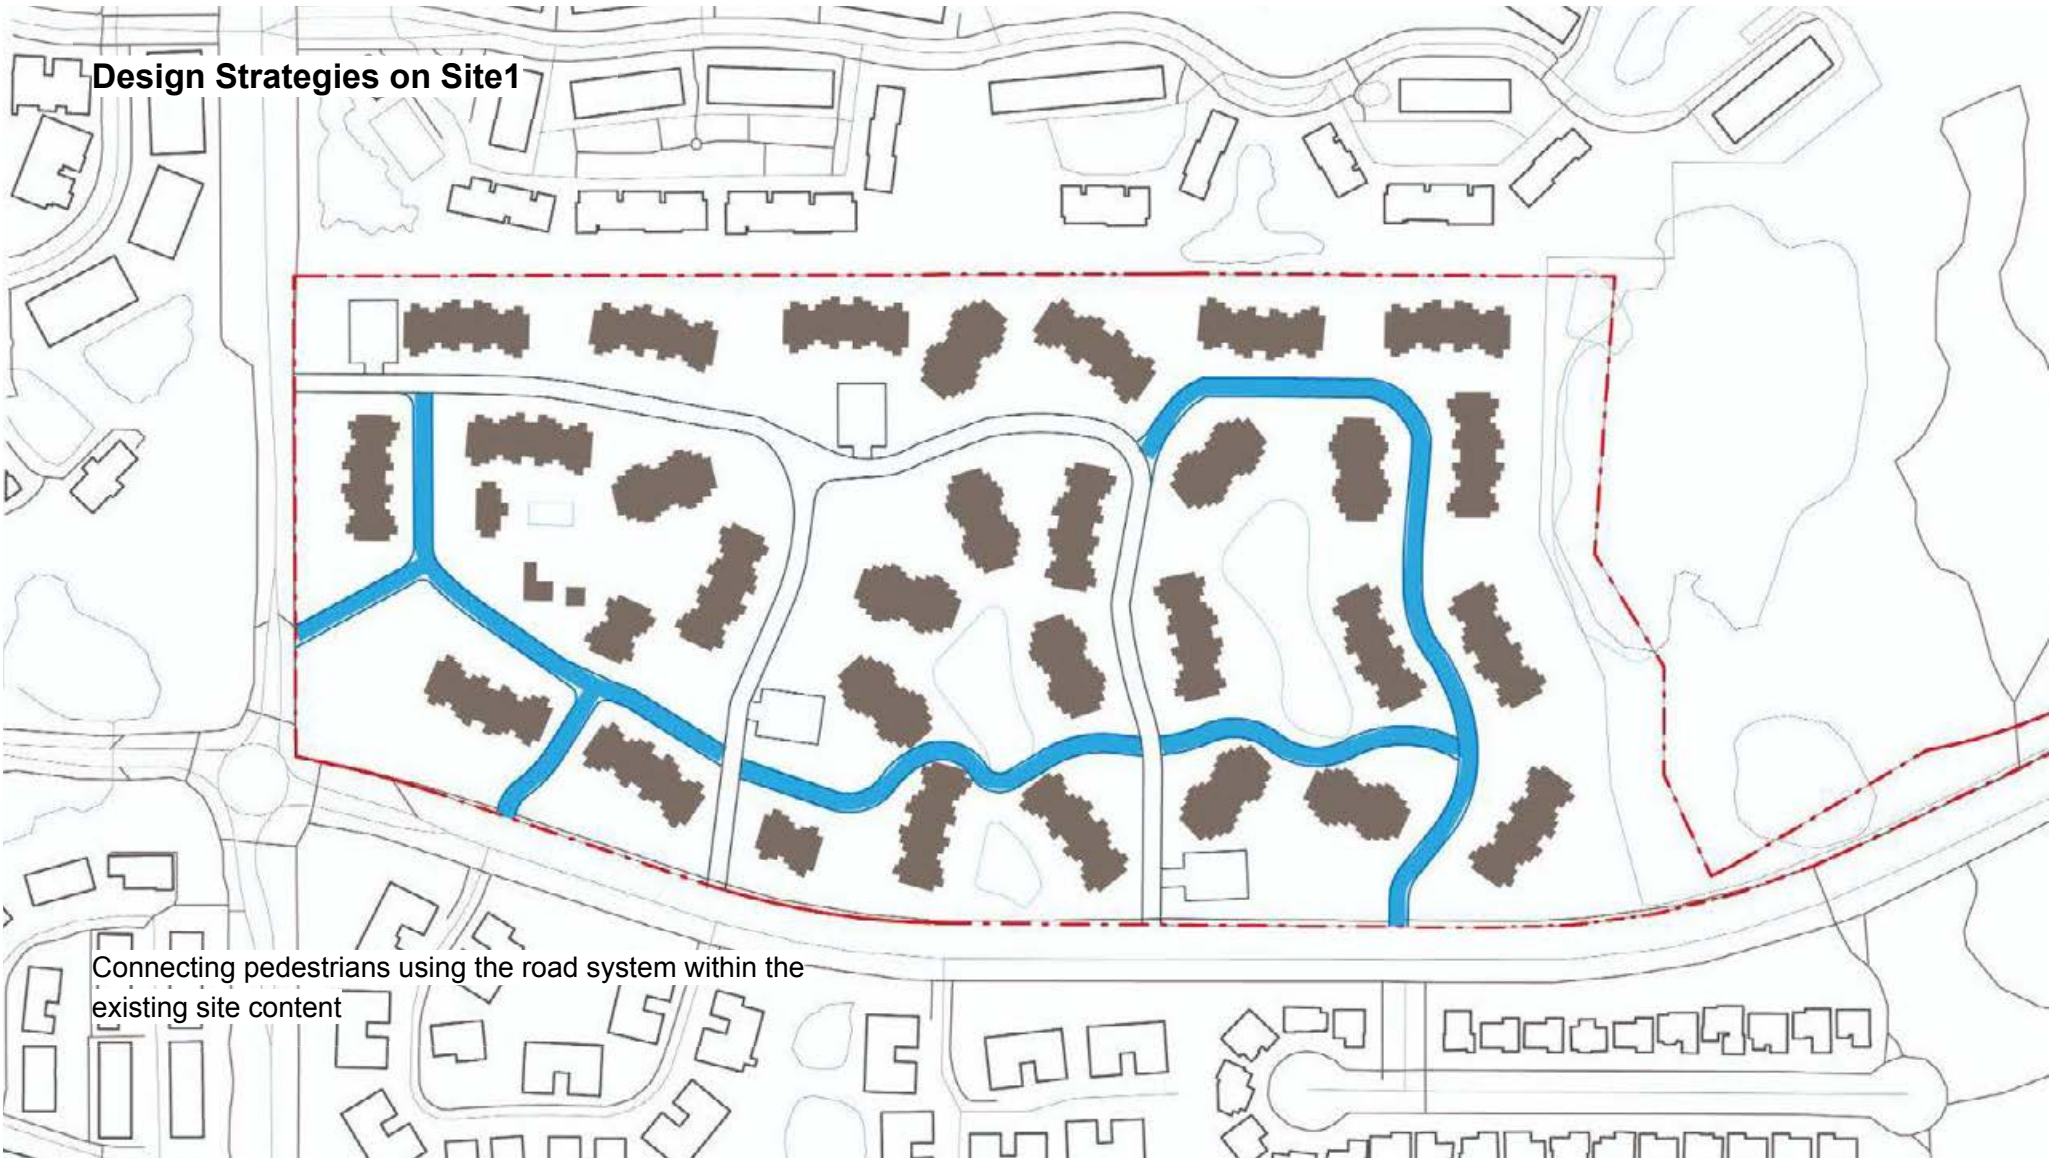 Design Strategies on Site1
Connecting pedestrians using the road system within the
existing site content